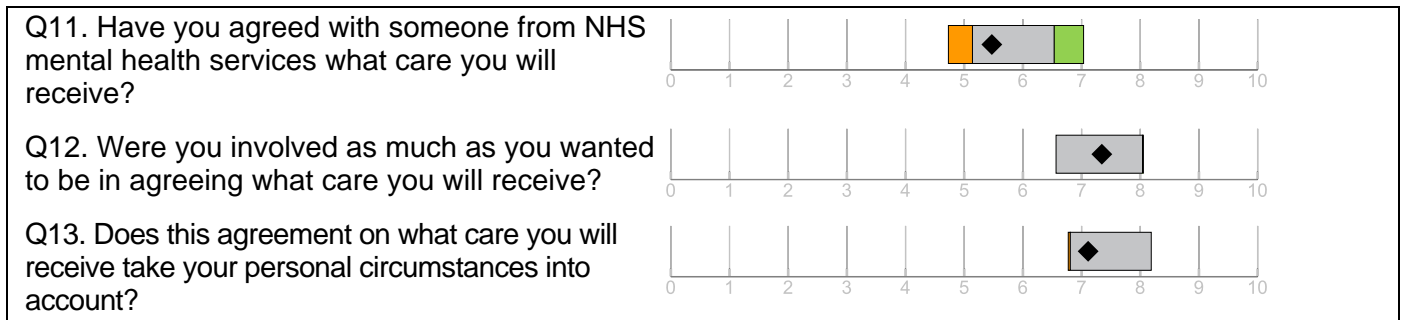 Q11. Have you agreed with someone from NHS
mental health services what care you will
receive?
0 1 2 3 4 5 6 7 8 9 10
Q12. Were you involved as much as you wanted
to be in agreeing what care you will receive?
0 1 2 3 4 5 6 7 8 9 10
Q13. Does this agreement on what care you will
receive take your personal circumstances into
account?
0 1 2 3 4 5 6 7 8 9 10